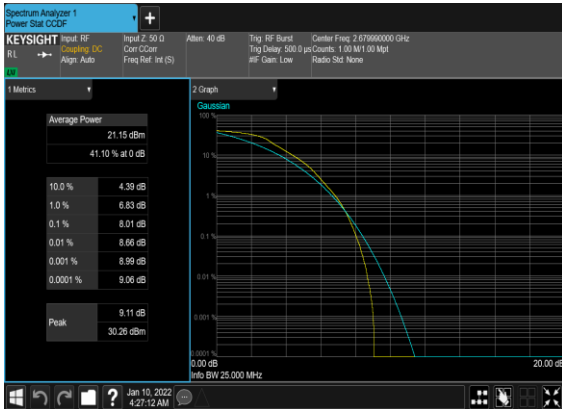 Spectrum Analyzer 1
Power Stat CCDF
+
KEYSIGHT
RL
LW
Input: RF
Coupling: DC
Align: Auto
Input Z: 50 Ω
Corr CCorr
Freq Ref: Int (S)
Atten: 40 dB
Trig: RF Burst
Trig Delay: 500.0 µs
#IF Gain: Low
Center Freq: 2.679990000 GHz
Counts: 1.00 M/1.00 Mpt
Radio Std: None
1 Metrics
Average Power
21.15 dBm
41.10 % at 0 dB
10.0 % 4.39 dB
1.0 % 6.83 dB
0.1 % 8.01 dB
0.01 % 8.66 dB
0.001 % 8.99 dB
0.0001 % 9.06 dB
Peak
9.11 dB
30.26 dBm
2 Graph
Gaussian
100 %
10 %
1 %
0.1 %
0.01 %
0.001 %
0.0001 %
0.00 dB
20.00 dB
Info BW 25.000 MHz
?
Jan 10, 2022
4:27:12 AM